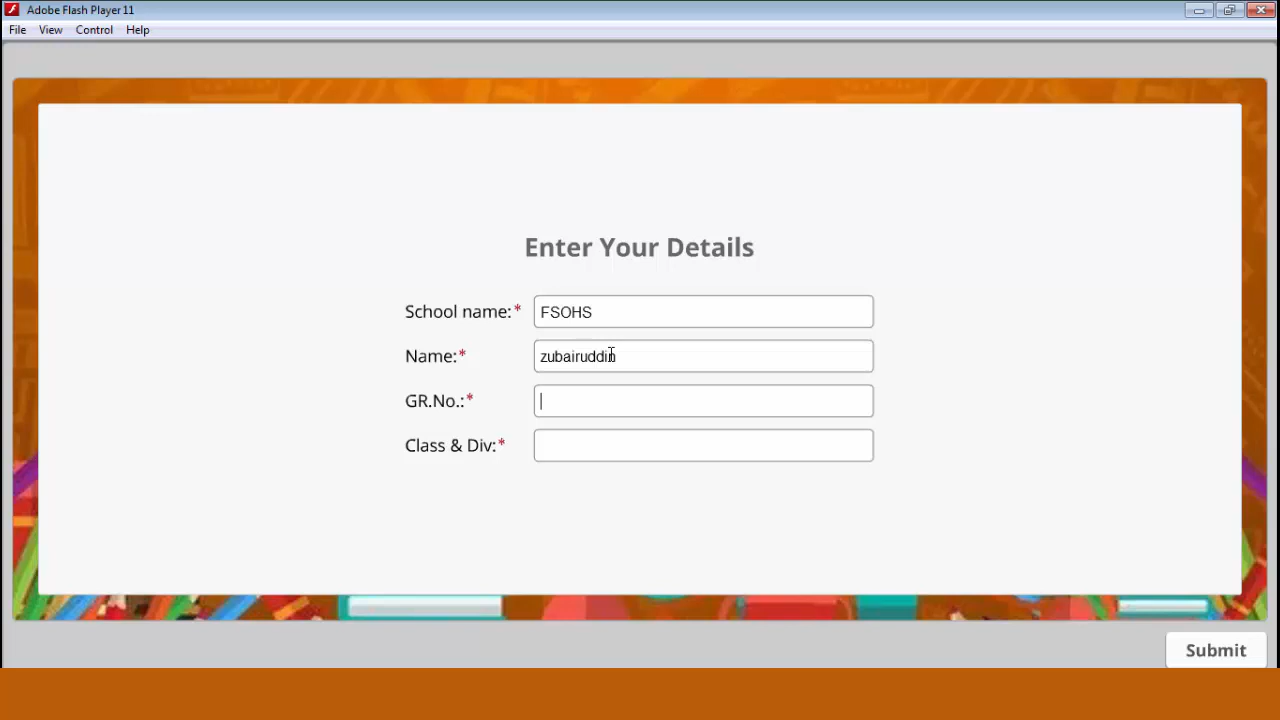 Adobe Flash Player 11
File View Control Help
Enter Your Details
School name:* FSOHS
Name:* zubairuddin
GR.No.:*
Class & Div:*
Submit